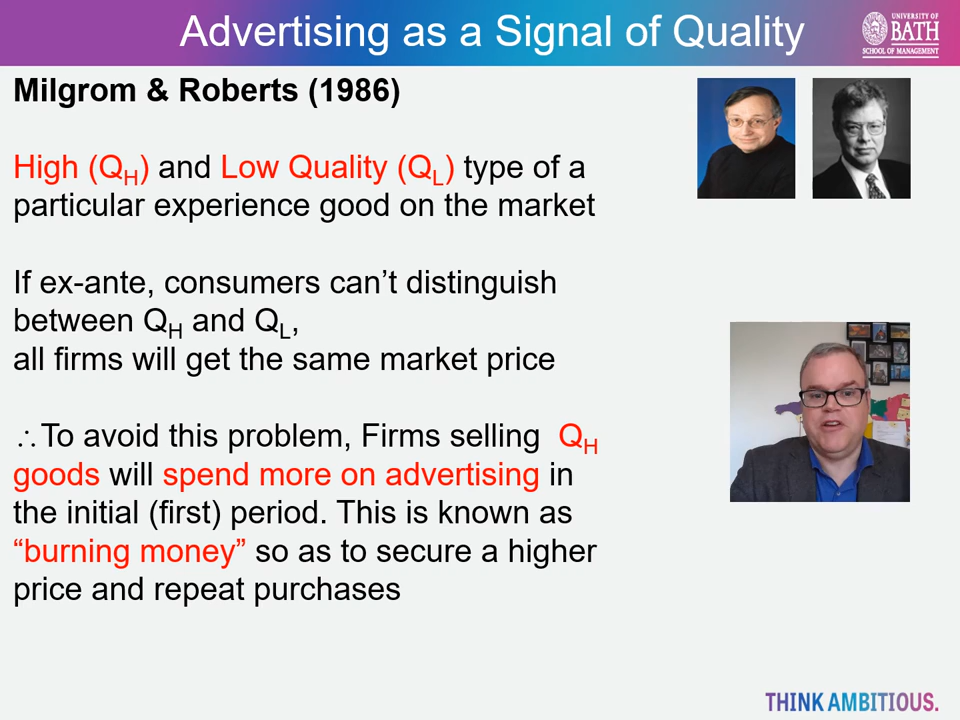 Advertising as a Signal of Quality
UNIVERSITY OF
BATH
SCHOOL OF MANAGEMENT
Milgrom & Roberts (1986)
High (QH) and Low Quality (QL) type of a
particular experience good on the market
If ex-ante, consumers can’t distinguish
between QH and QL,
all firms will get the same market price
∴To avoid this problem, Firms selling QH
goods will spend more on advertising in
the initial (first) period. This is known as
“burning money” so as to secure a higher
price and repeat purchases
THINK AMBITIOUS.